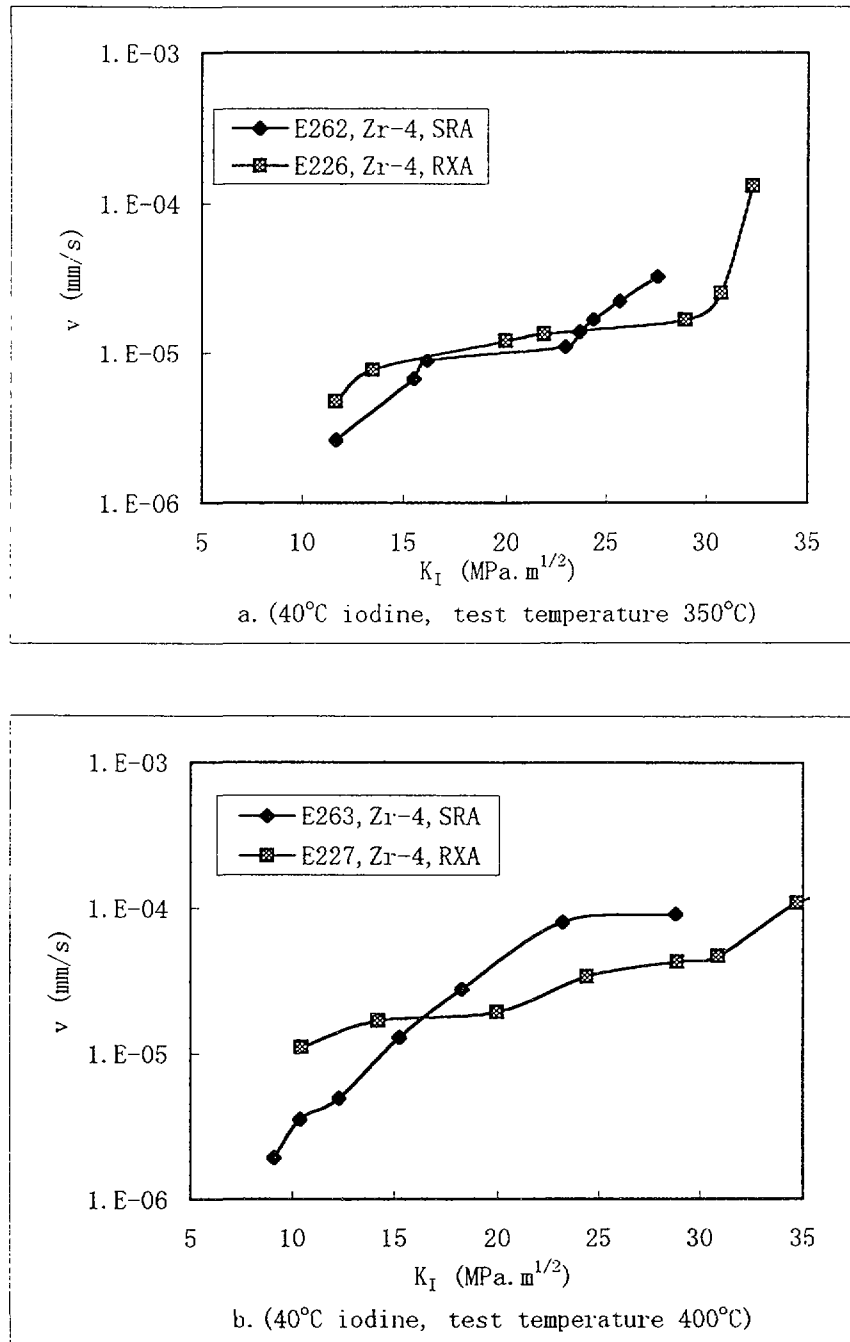 1.E-03
E262, Zr-4, SRA
E226, Zr-4, RXA
1.E-04
v (mm/s)
1.E-05
1.E-06
5 10 15 20 25 30 35
K_I (MPa.m^1/2)
a. (40°C iodine, test temperature 350°C)
1.E-03
E263, Zr-4, SRA
E227, Zr-4, RXA
1.E-04
v (mm/s)
1.E-05
1.E-06
5 10 15 20 25 30 35
K_I (MPa.m^1/2)
b. (40°C iodine, test temperature 400°C)